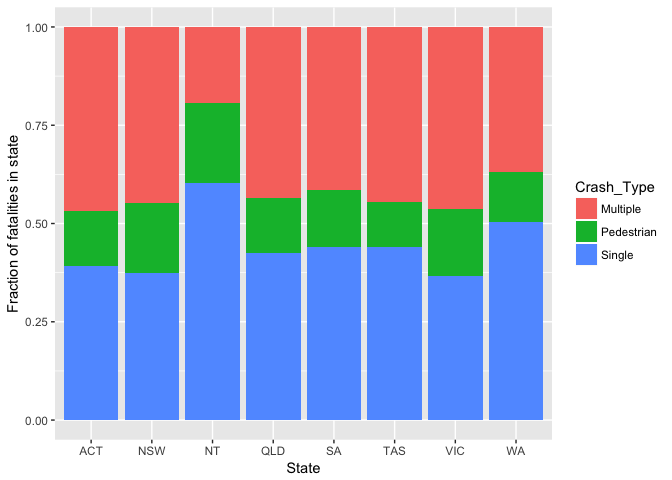 1.00
0.75
0.50
0.25
0.00
Fraction of fatalities in state
ACT NSW NT QLD SA TAS VIC WA
State
Crash_Type
Multiple
Pedestrian
Single